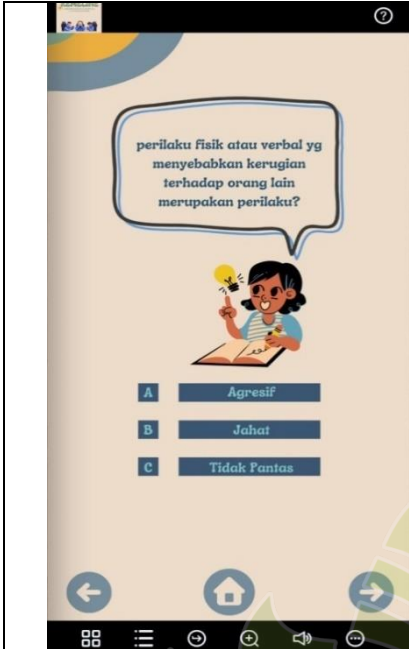 perilaku fisik atau verbal yg
menyebabkan kerugian
terhadap orang lain
merupakan perilaku?
A Agresif
B Jahat
C Tidak Pantas